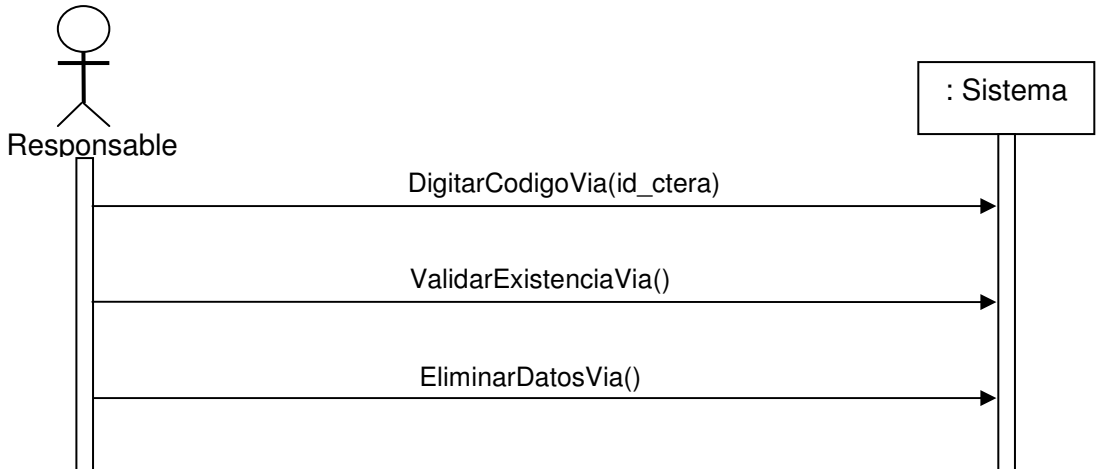 : Sistema
Responsable
DigitarCodigoVia(id_ctera)
ValidarExistenciaVia()
EliminarDatosVia()